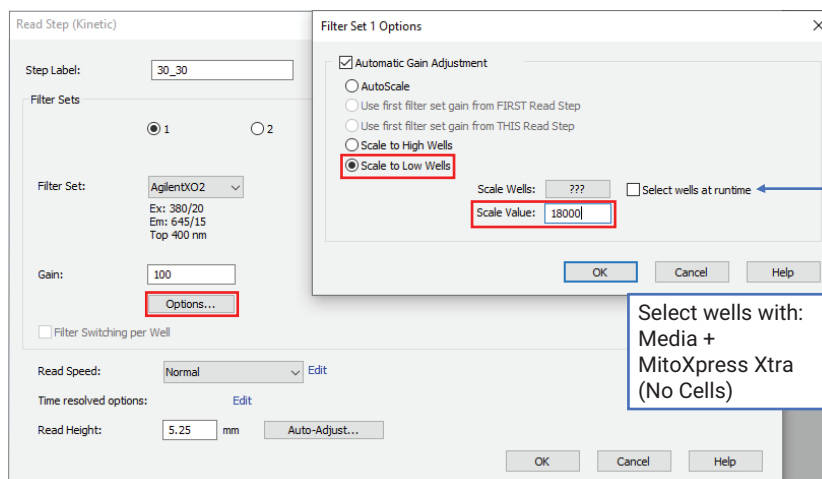 Read Step (Kinetic)
Step Label: 30_30
Filter Sets
1 2
Filter Set: AgilentXO2
Ex: 380/20
Em: 645/15
Top 400 nm
Gain: 100
Options...
Filter Switching per Well
Read Speed: Normal Edit
Time resolved options: Edit
Read Height: 5.25 mm Auto-Adjust...
OK Cancel Help
Filter Set 1 Options
Automatic Gain Adjustment
AutoScale
Use first filter set gain from FIRST Read Step
Use first filter set gain from THIS Read Step
Scale to High Wells
Scale to Low Wells
Scale Wells: ??? Select wells at runtime
Scale Value: 18000
OK Cancel Help
Select wells with:
Media +
MitoXpress Xtra
(No Cells)